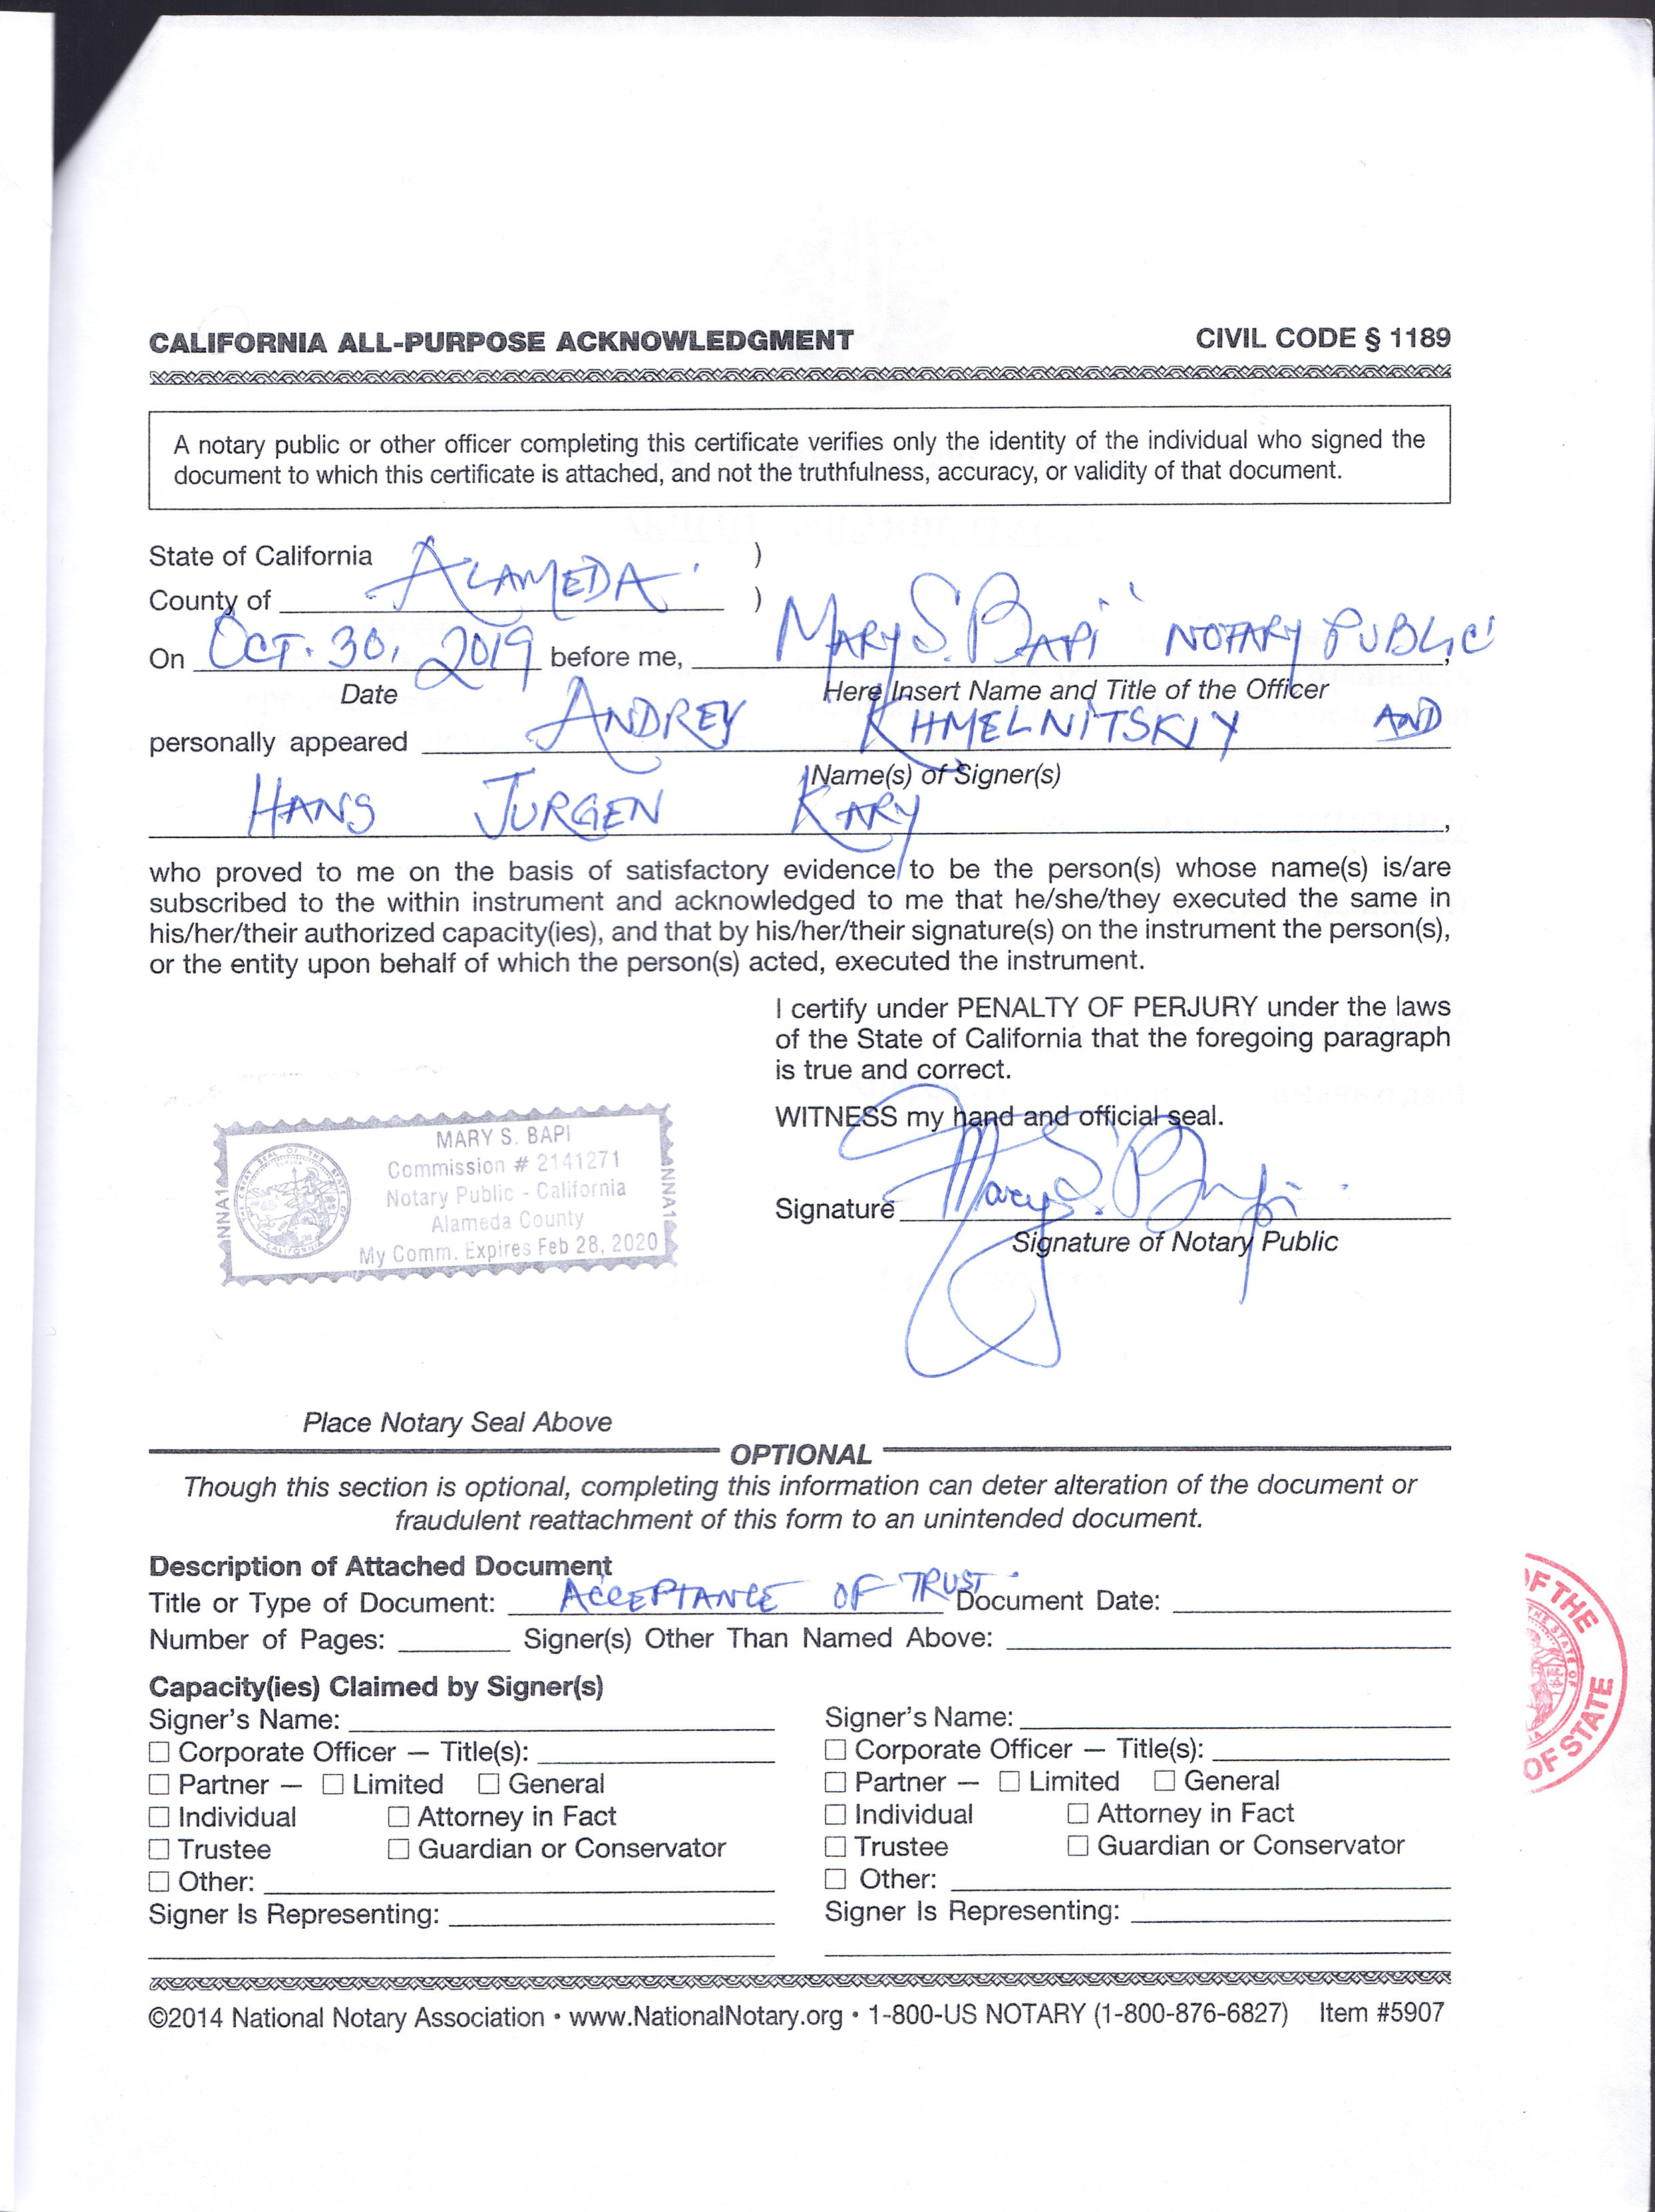 CALIFORNIA ALL-PURPOSE ACKNOWLEDGMENT CIVIL CODE § 1189
A notary public or other officer completing this certificate verifies only the identity of the individual who signed the
document to which this certificate is attached, and not the truthfulness, accuracy, or validity of that document.
State of California )
County of ALAMEDA )
On OCT. 30, 2019 before me, MARY S. BAPI NOTARY PUBLIC,
Date Here Insert Name and Title of the Officer
personally appeared ANDREY KHMELNITSKIY AND
Name(s) of Signer(s)
HANS JURGEN KARY,
who proved to me on the basis of satisfactory evidence to be the person(s) whose name(s) is/are
subscribed to the within instrument and acknowledged to me that he/she/they executed the same in
his/her/their authorized capacity(ies), and that by his/her/their signature(s) on the instrument the person(s),
or the entity upon behalf of which the person(s) acted, executed the instrument.
I certify under PENALTY OF PERJURY under the laws
of the State of California that the foregoing paragraph
is true and correct.
WITNESS my hand and official seal.
MARY S. BAPI
Commission # 2141271
Notary Public - California
Alameda County
My Comm. Expires Feb 28, 2020
NNA1
NNA1
GREAT SEAL OF THE STATE OF CALIFORNIA
Signature Mary S. Bapi
Signature of Notary Public
Place Notary Seal Above
OPTIONAL
Though this section is optional, completing this information can deter alteration of the document or
fraudulent reattachment of this form to an unintended document.
Description of Attached Document
Title or Type of Document: ACCEPTANCE OF TRUST Document Date:
Number of Pages: Signer(s) Other Than Named Above:
Capacity(ies) Claimed by Signer(s)
Signer's Name: Signer's Name:
Corporate Officer — Title(s): Corporate Officer — Title(s):
Partner — Limited General Partner — Limited General
Individual Attorney in Fact Individual Attorney in Fact
Trustee Guardian or Conservator Trustee Guardian or Conservator
Other: Other:
Signer Is Representing: Signer Is Representing:
OF THE
OF STATE
©2014 National Notary Association • www.NationalNotary.org • 1-800-US NOTARY (1-800-876-6827) Item #5907